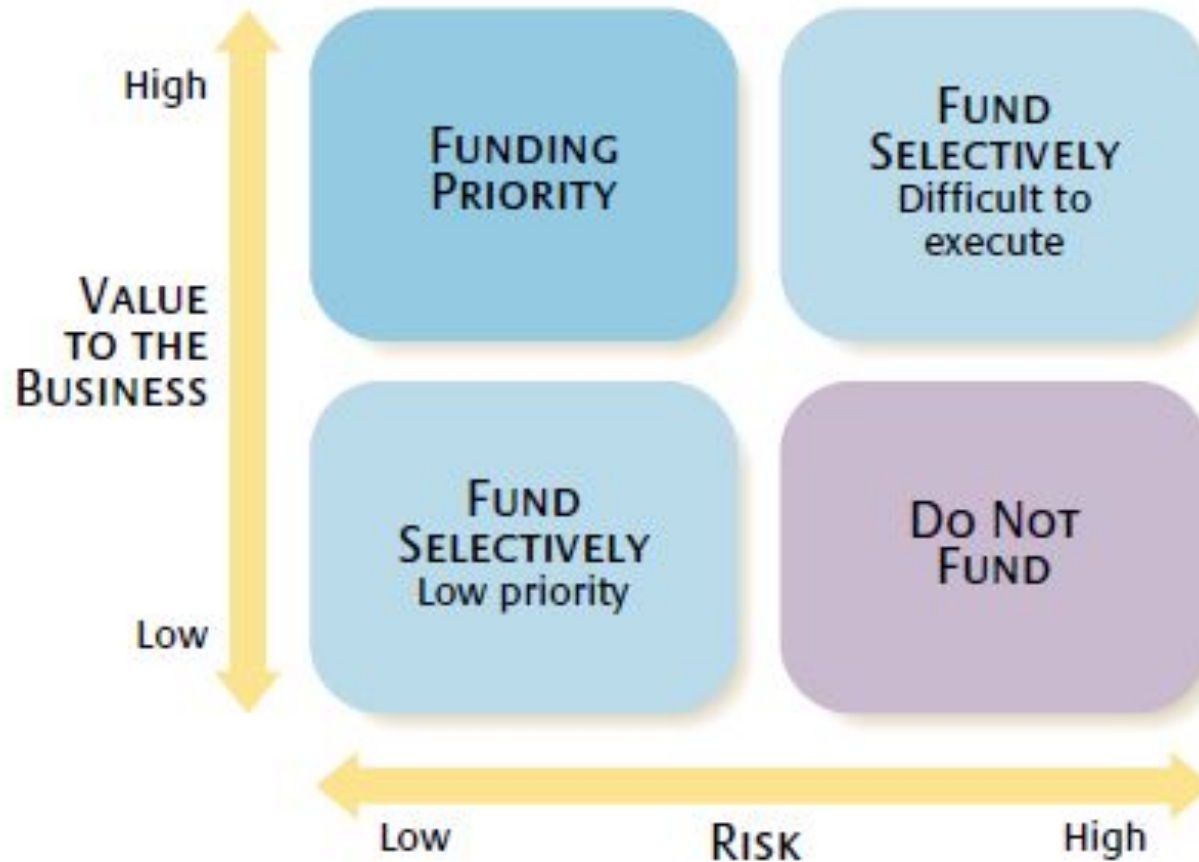 High
FUNDING
PRIORITY
FUND
SELECTIVELY
Difficult to
execute
VALUE
TO THE
BUSINESS
FUND
SELECTIVELY
Low priority
DO NOT
FUND
Low
Low
RISK
High